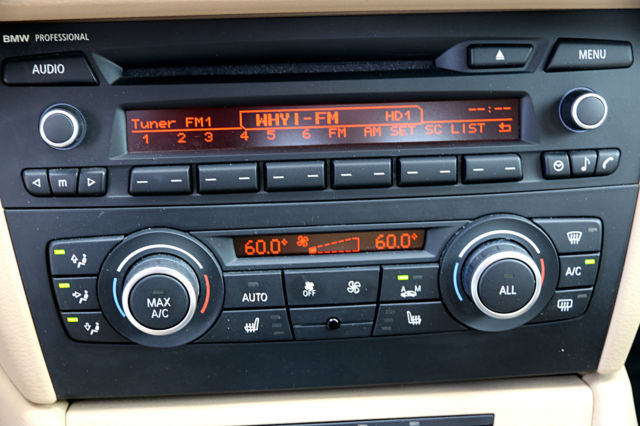 BMW PROFESSIONAL
AUDIO
MENU
Tuner FM1 WHYI-FM HD1 --:--
1 2-3 4 5 6 FM AM SET SC LIST
m
60.0° 60.0°
MAX A/C
AUTO
OFF
A M
ALL
A/C